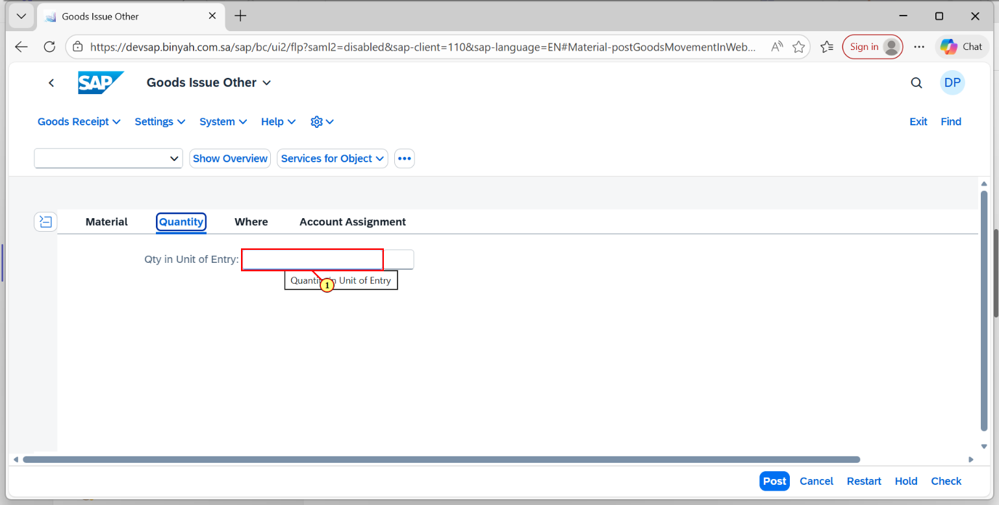 Goods Issue Other
https://devsap.binyah.com.sa/sap/bc/ui2/flp?saml2=disabled&sap-client=110&sap-language=EN#Material-postGoodsMovementInWeb...
Sign in
Chat
SAP
Goods Issue Other
DP
Goods Receipt
Settings
System
Help
Exit
Find
Show Overview
Services for Object
Material
Quantity
Where
Account Assignment
Qty in Unit of Entry:
Quantity in Unit of Entry
1
Post
Cancel
Restart
Hold
Check